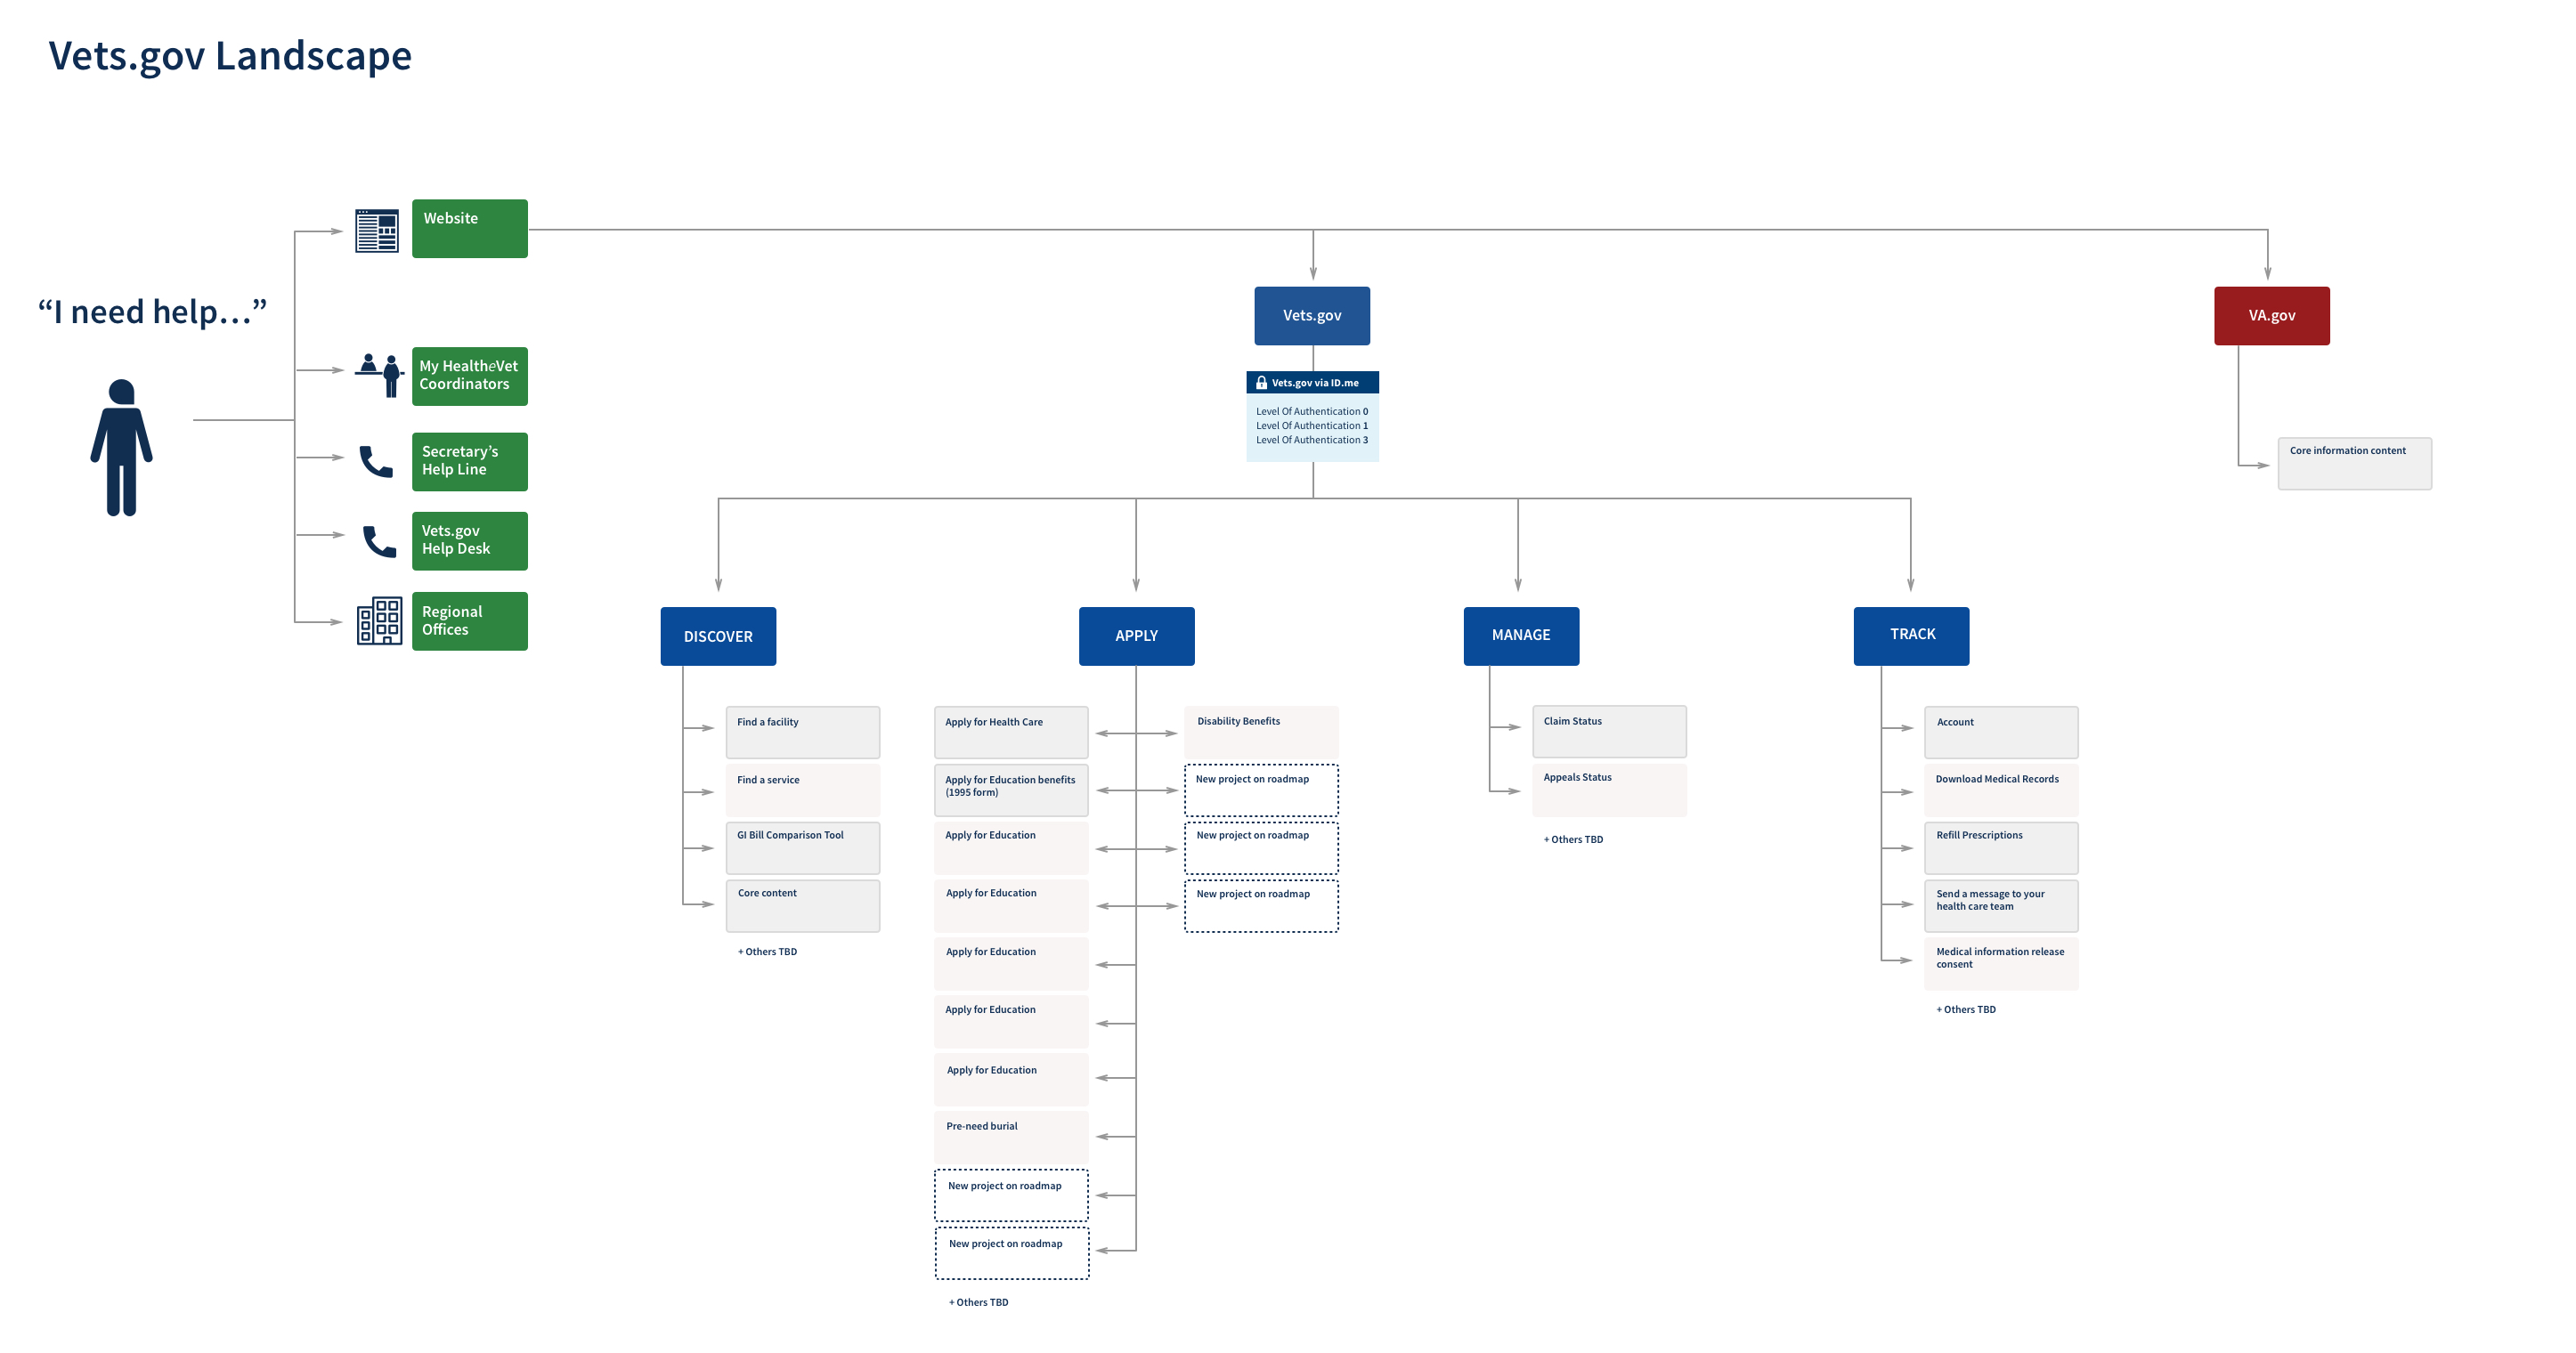 Vets.gov Landscape
“I need help…”
Website
My HealtheVet
Coordinators
Secretary’s
Help Line
Vets.gov
Help Desk
Regional
Offices
Vets.gov
Vets.gov via ID.me
Level Of Authentication 0
Level Of Authentication 1
Level Of Authentication 3
VA.gov
Core information content
DISCOVER
Find a facility
Find a service
GI Bill Comparison Tool
Core content
+ Others TBD
APPLY
Apply for Health Care
Apply for Education benefits
(1995 form)
Apply for Education
Apply for Education
Apply for Education
Apply for Education
Apply for Education
Pre-need burial
New project on roadmap
New project on roadmap
+ Others TBD
Disability Benefits
New project on roadmap
New project on roadmap
New project on roadmap
MANAGE
Claim Status
Appeals Status
+ Others TBD
TRACK
Account
Download Medical Records
Refill Prescriptions
Send a message to your
health care team
Medical information release
consent
+ Others TBD